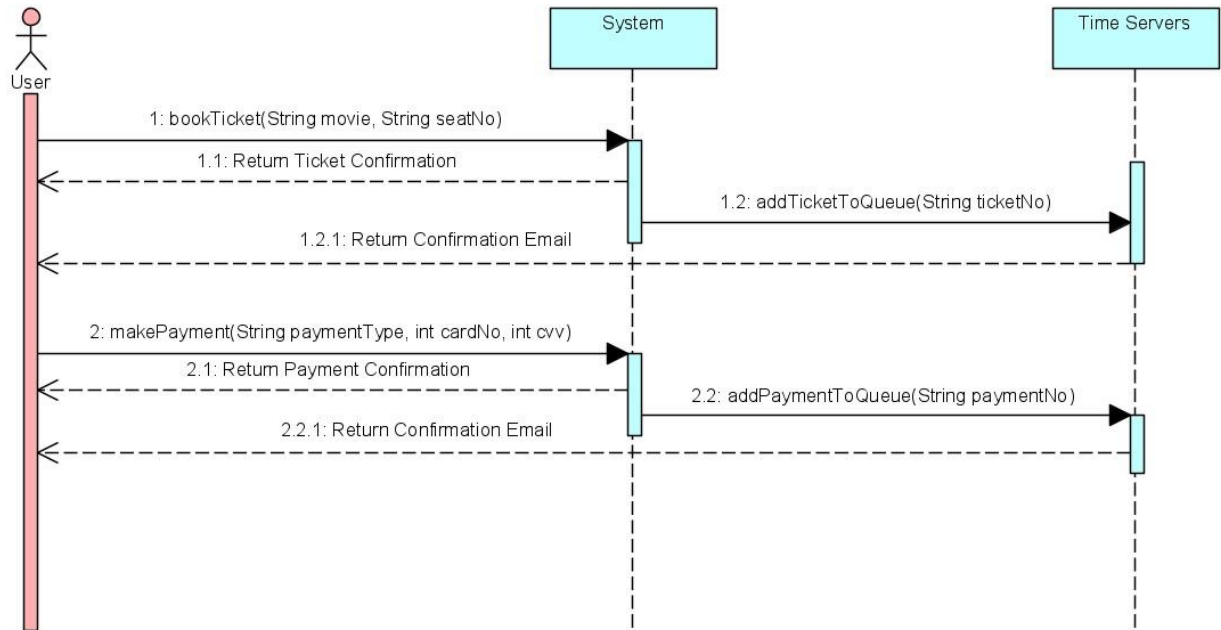 System
Time Servers
User
1: bookTicket(String movie, String seatNo)
1.1: Return Ticket Confirmation
1.2: addTicketToQueue(String ticketNo)
1.2.1: Return Confirmation Email
2: makePayment(String paymentType, int cardNo, int cvv)
2.1: Return Payment Confirmation
2.2: addPaymentToQueue(String paymentNo)
2.2.1: Return Confirmation Email